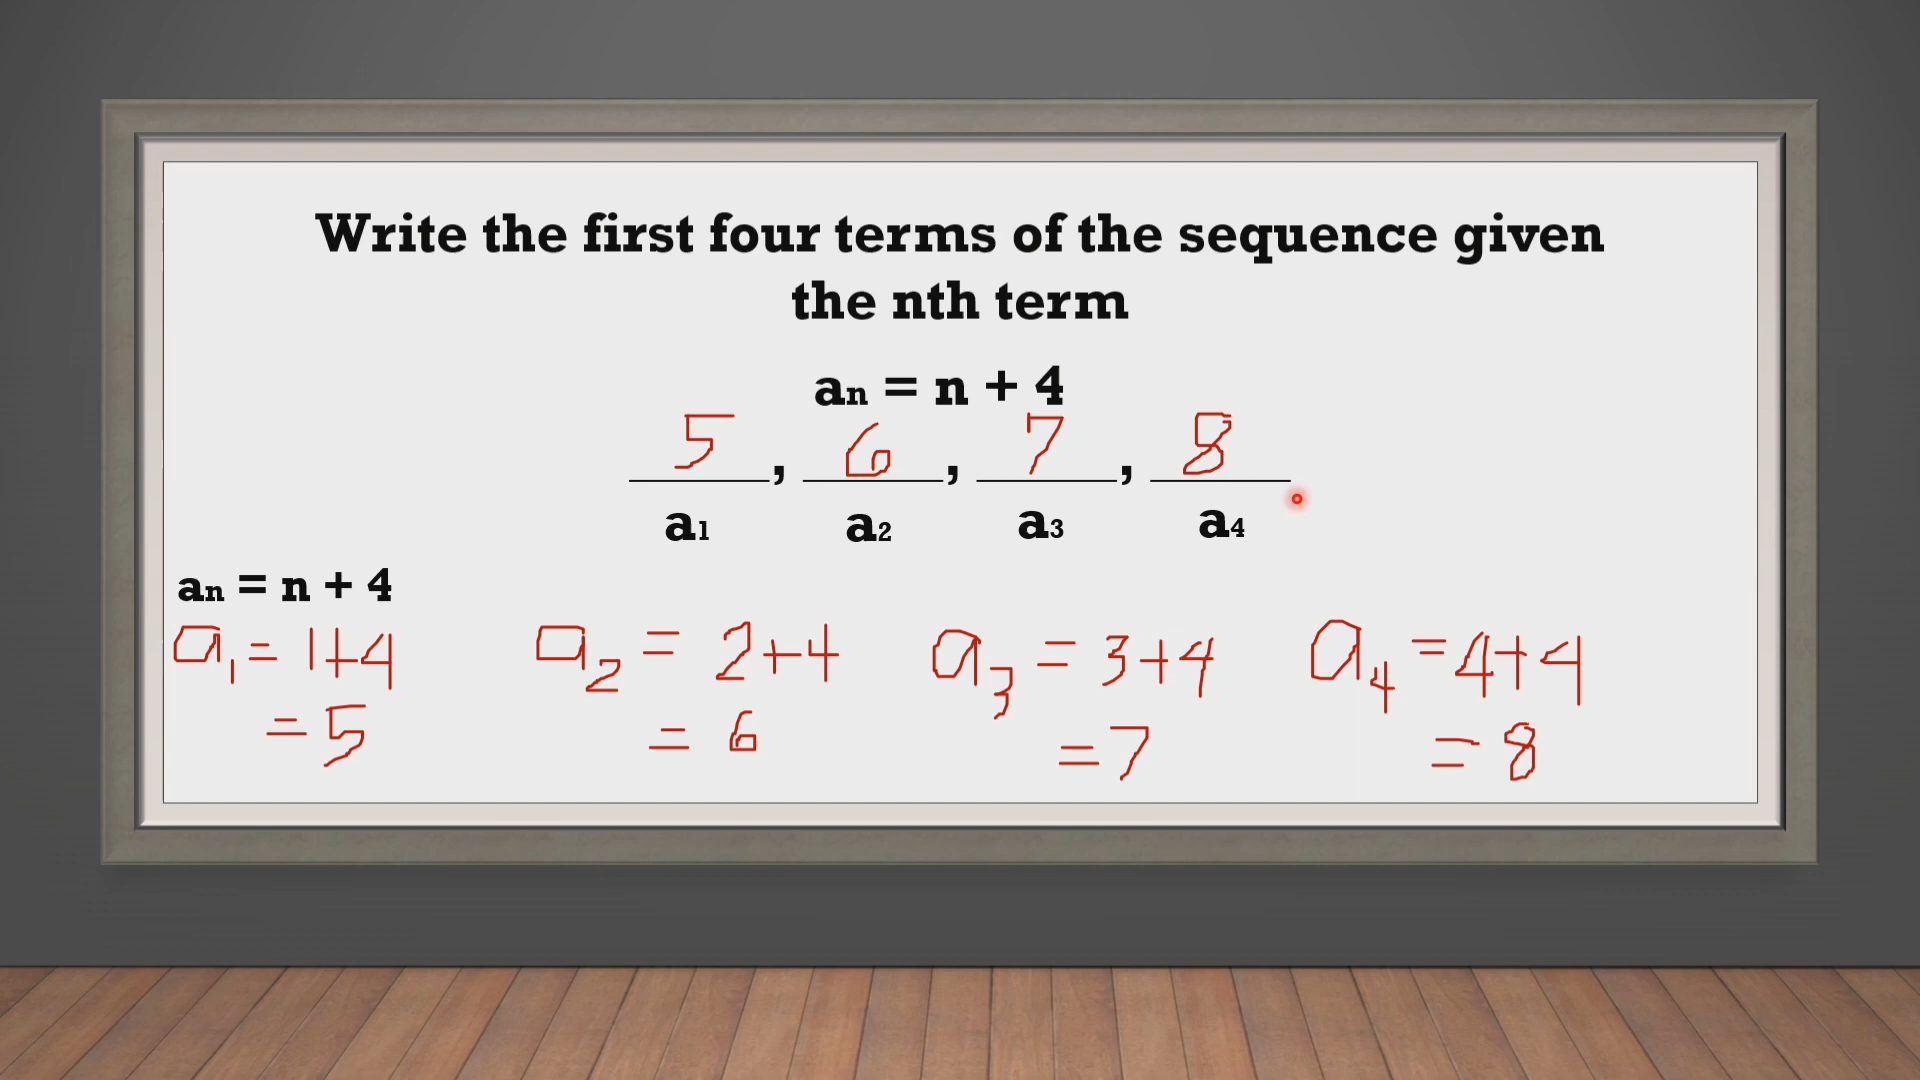 Write the first four terms of the sequence given
the nth term
an = n + 4
5, 6, 7, 8
a1 a2 a3 a4
an = n + 4
a1 = 1+4 a2 = 2+4 a3 = 3+4 a4 = 4+4
= 5 = 6 = 7 = 8